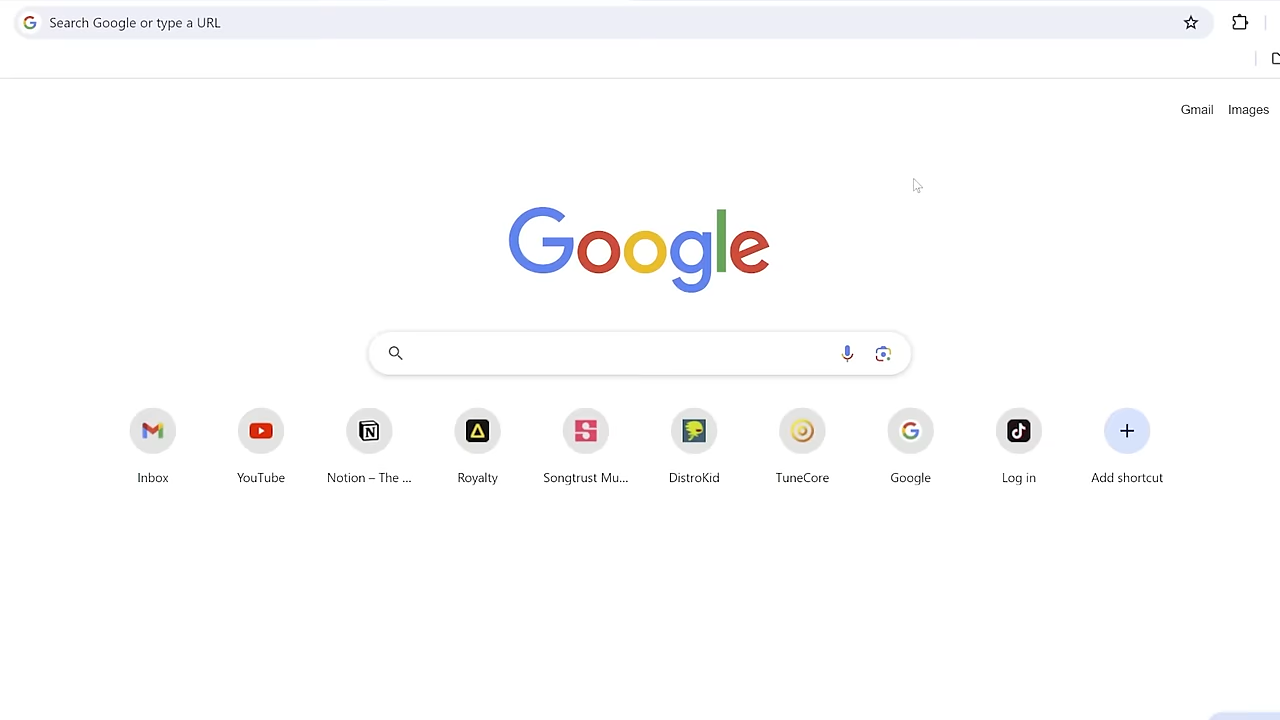 Search Google or type a URL
Gmail Images
Google
Inbox YouTube Notion – The ... Royalty Songtrust Mu... DistroKid TuneCore Google Log in Add shortcut